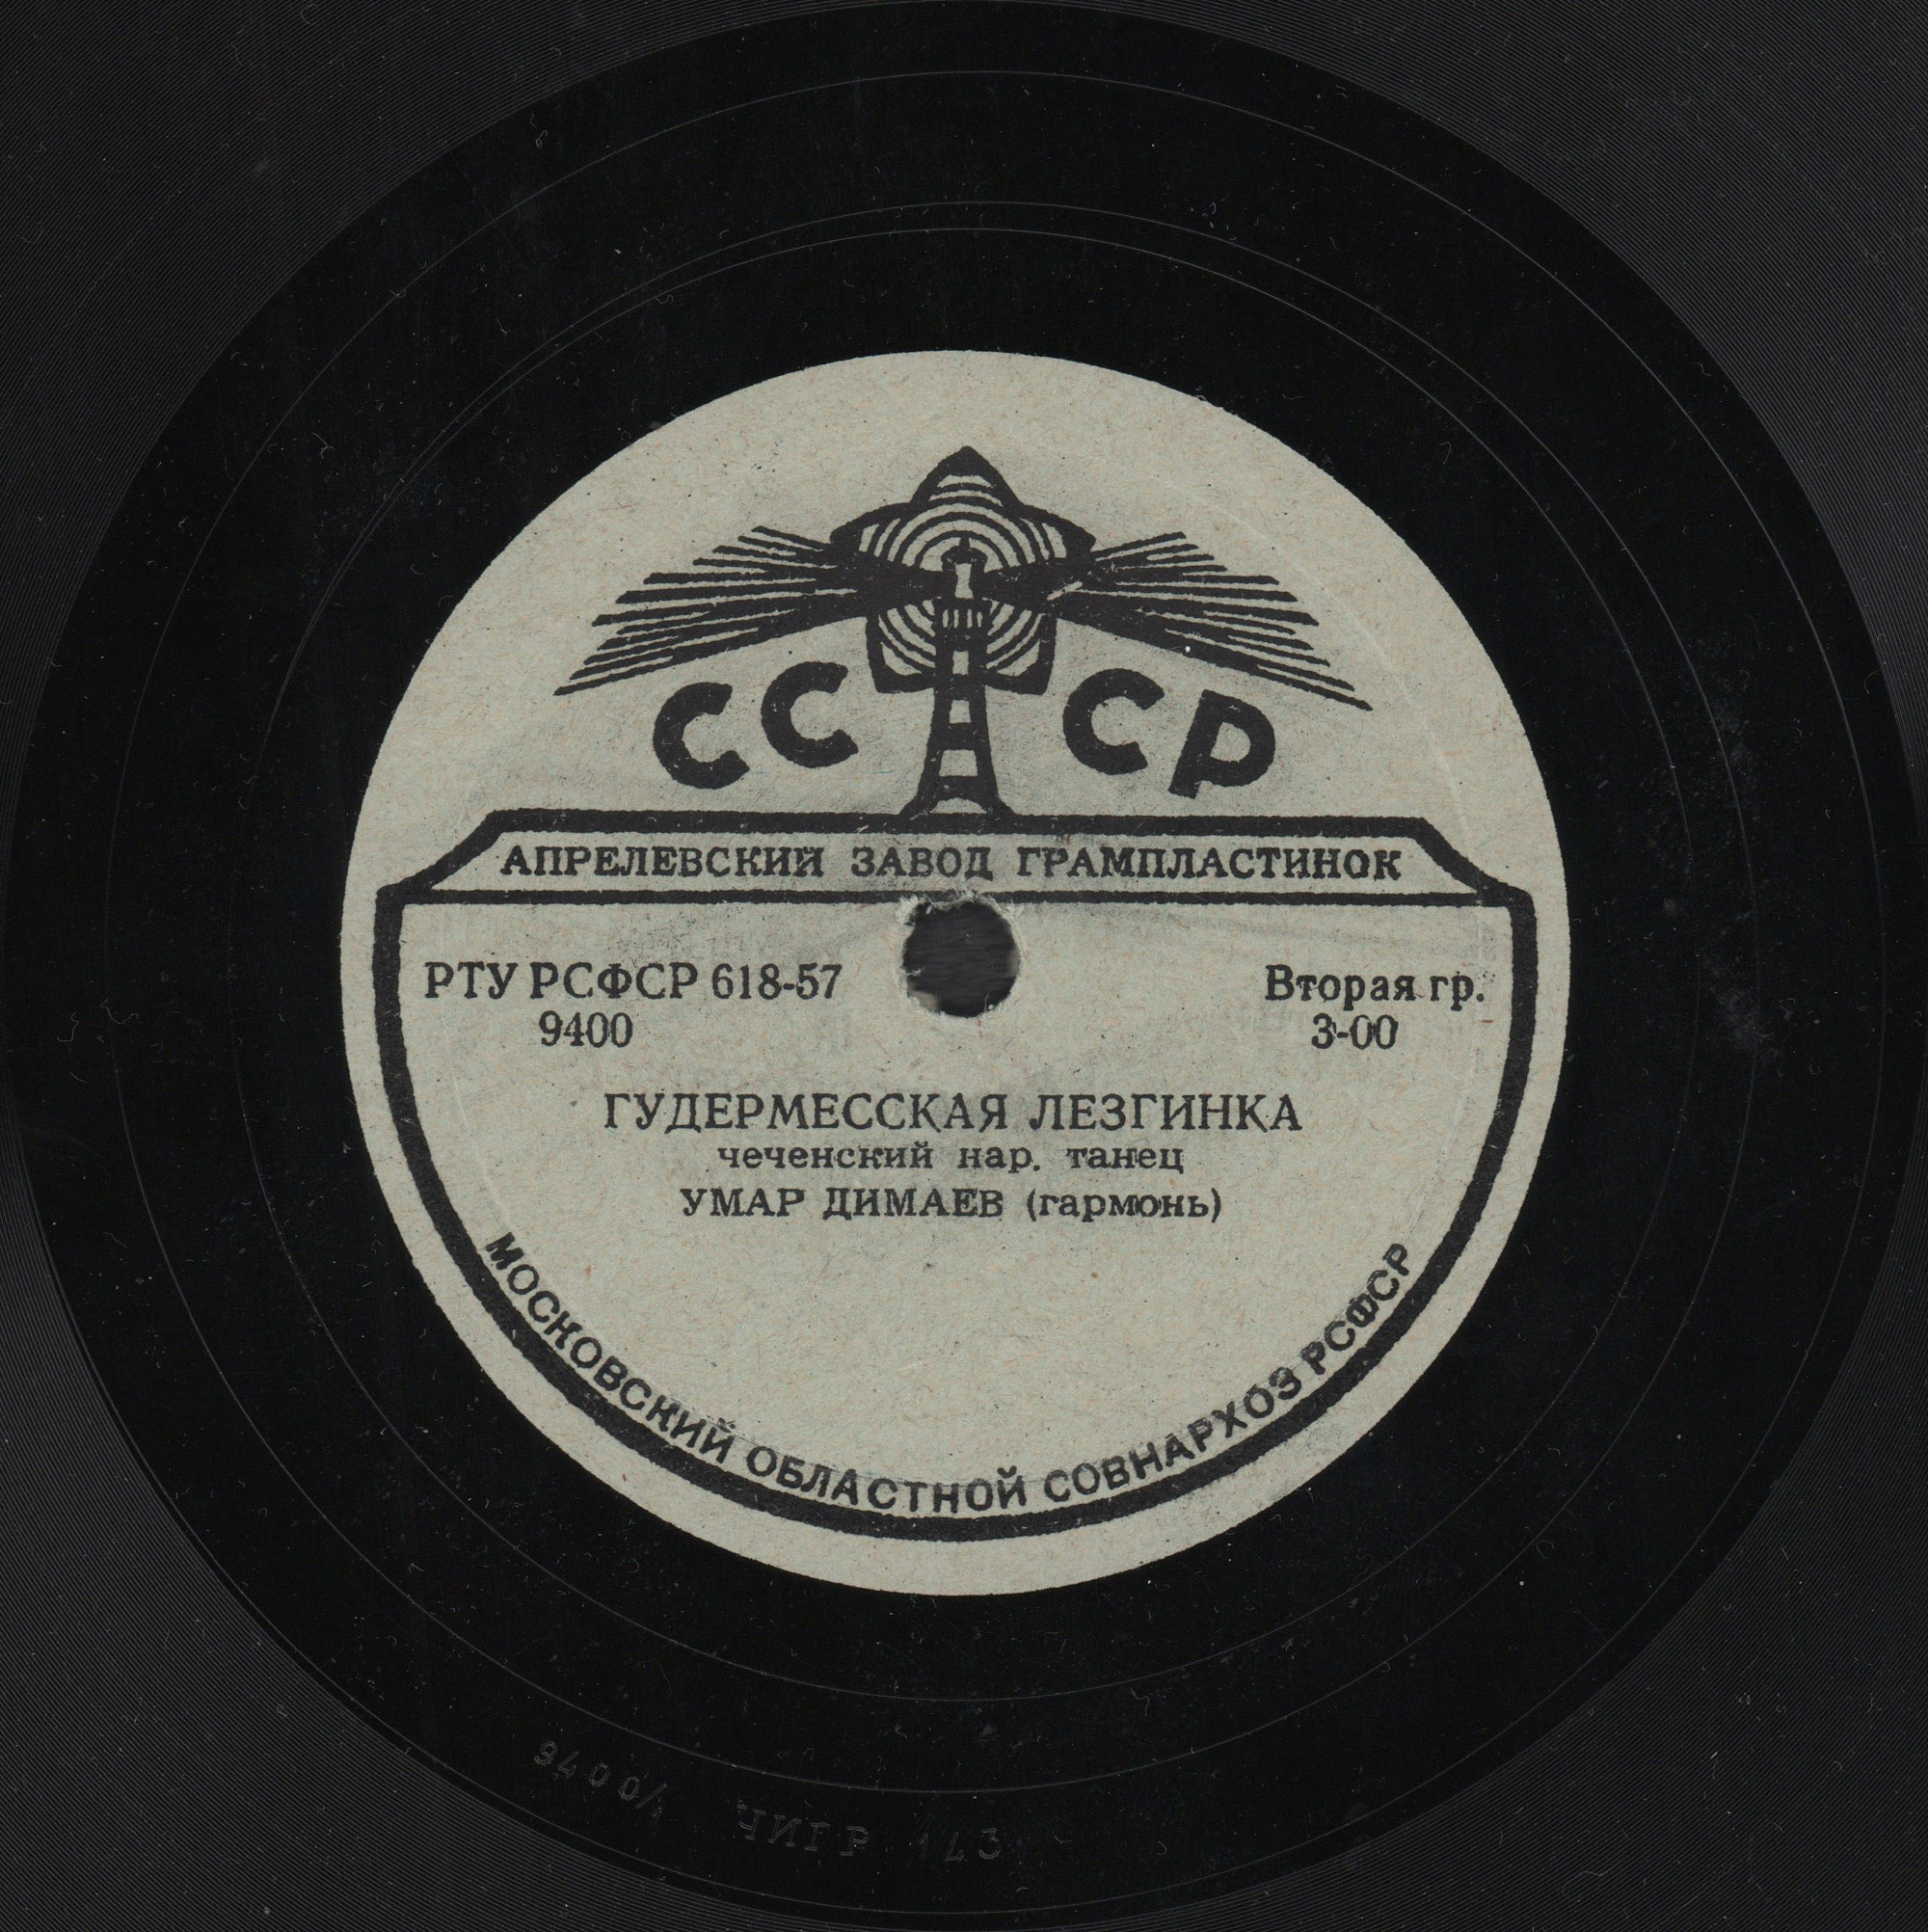 СССР
АПРЕЛЕВСКИЙ ЗАВОД ГРАМПЛАСТИНОК
РТУ РСФСР 618-57
Вторая гр.
9400
3-00
ГУДЕРМЕССКАЯ ЛЕЗГИНКА
чеченский нар. танец
УМАР ДИМАЕВ (гармонь)
МОСКОВСКИЙ ОБЛАСТНОЙ СОВНАРХОЗ РСФСР
9400/